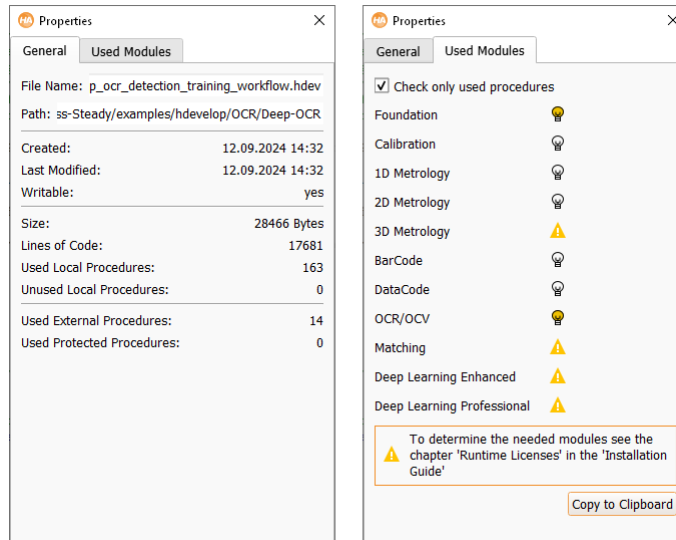 Properties
General Used Modules
File Name: p_ocr_detection_training_workflow.hdev
Path: ss-Steady/examples/hdevelop/OCR/Deep-OCR
Created: 12.09.2024 14:32
Last Modified: 12.09.2024 14:32
Writable: yes
Size: 28466 Bytes
Lines of Code: 17681
Used Local Procedures: 163
Unused Local Procedures: 0
Used External Procedures: 14
Used Protected Procedures: 0
Properties
General Used Modules
Check only used procedures
Foundation
Calibration
1D Metrology
2D Metrology
3D Metrology
BarCode
DataCode
OCR/OCV
Matching
Deep Learning Enhanced
Deep Learning Professional
To determine the needed modules see the
chapter 'Runtime Licenses' in the 'Installation
Guide'
Copy to Clipboard